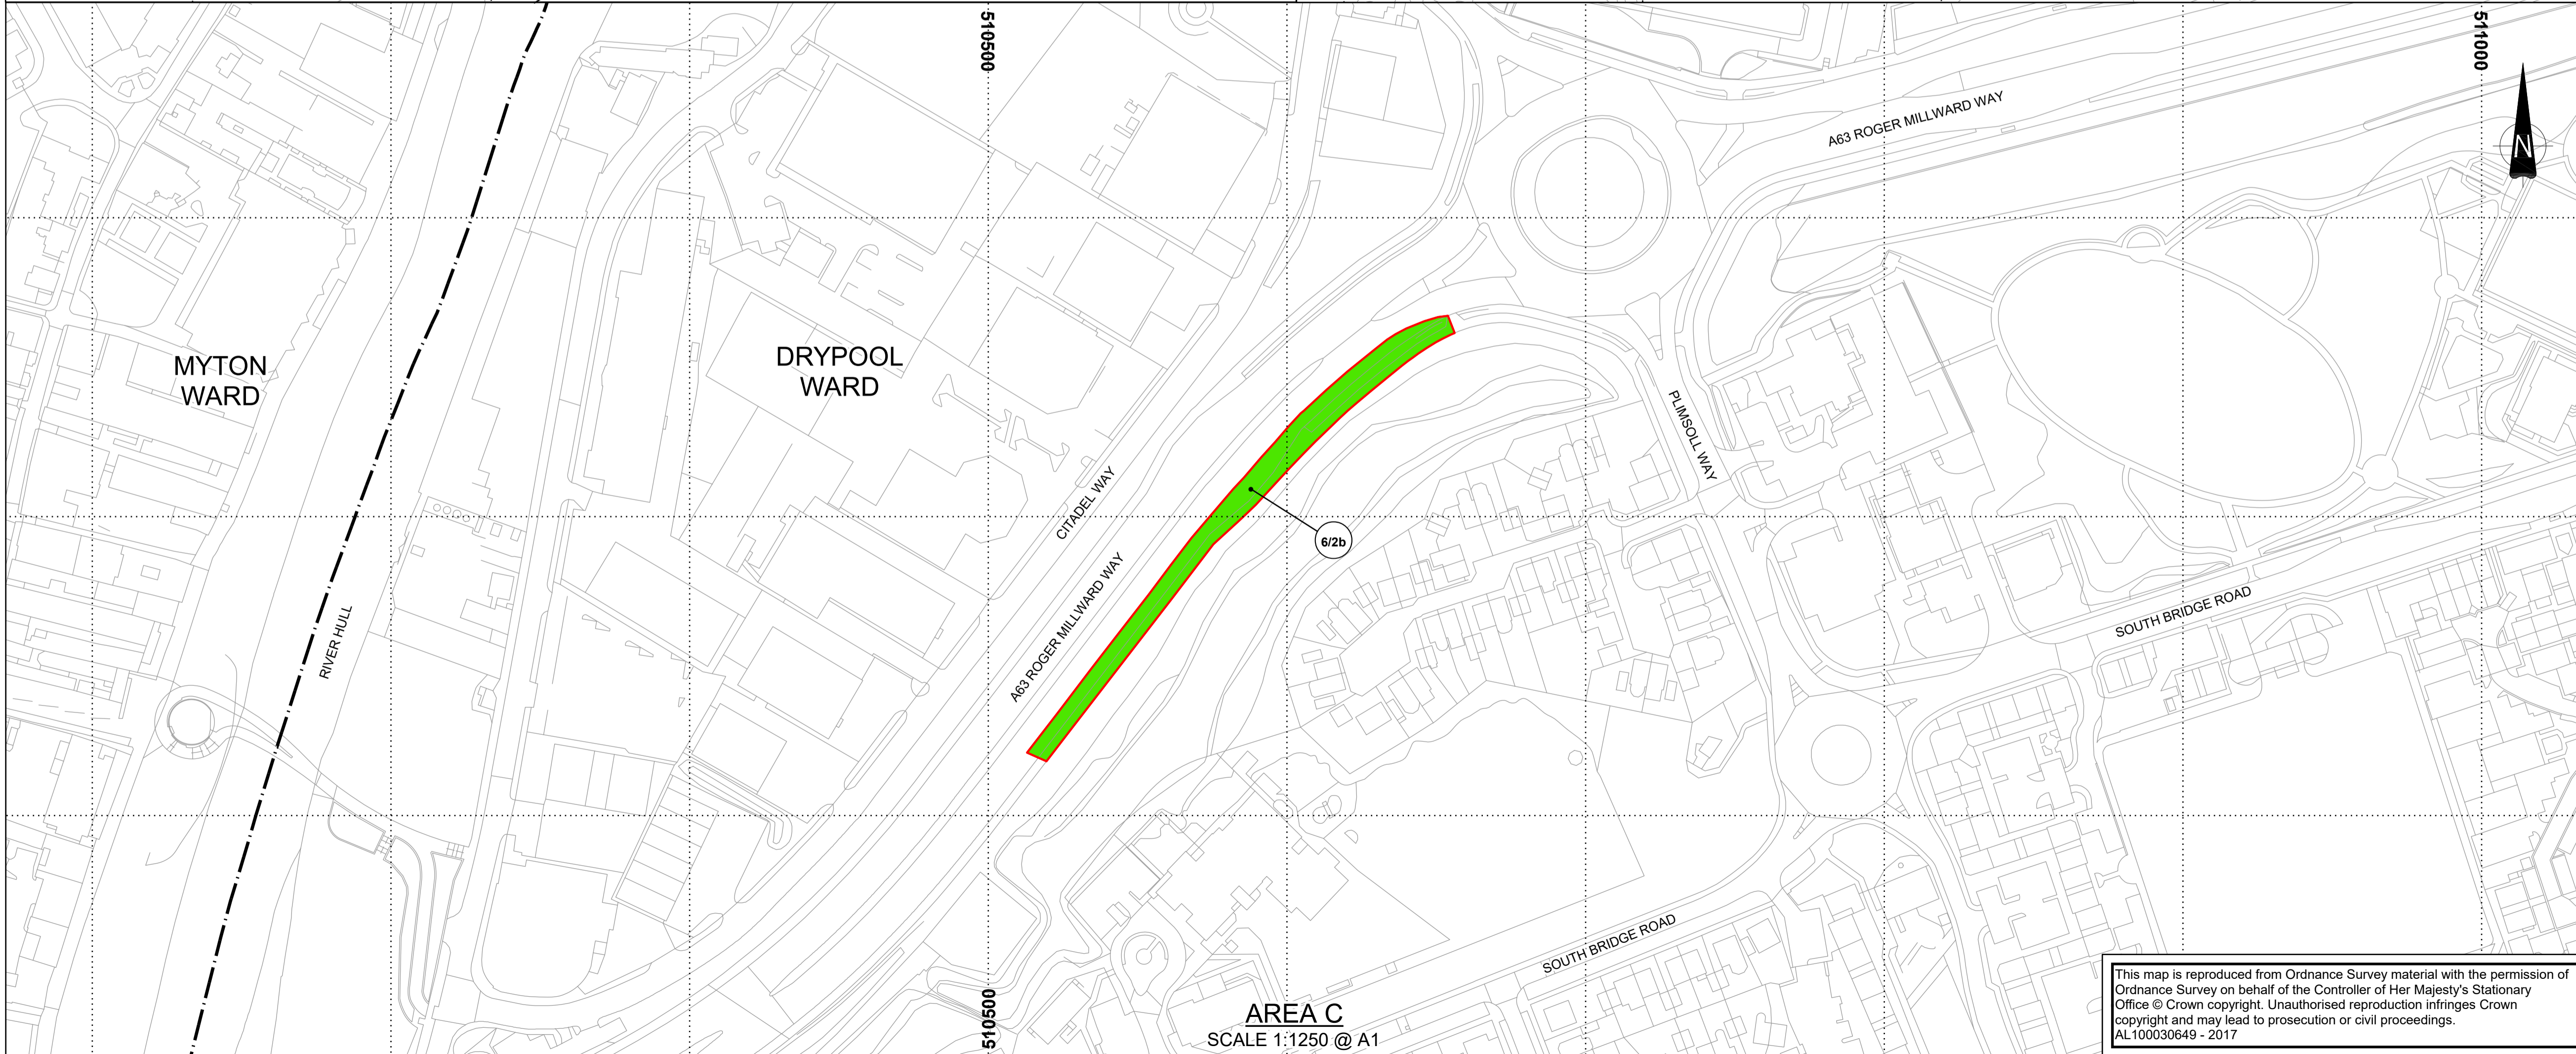 510500
511000
N
A63 ROGER MILLWARD WAY
MYTON
WARD
DRYPOOL
WARD
PLIMSOLL WAY
CITADEL WAY
6/2b
A63 ROGER MILLWARD WAY
RIVER HULL
SOUTH BRIDGE ROAD
SOUTH BRIDGE ROAD
510500
AREA C
SCALE 1:1250 @ A1
This map is reproduced from Ordnance Survey material with the permission of
Ordnance Survey on behalf of the Controller of Her Majesty's Stationary
Office © Crown copyright. Unauthorised reproduction infringes Crown
copyright and may lead to prosecution or civil proceedings.
AL100030649 - 2017